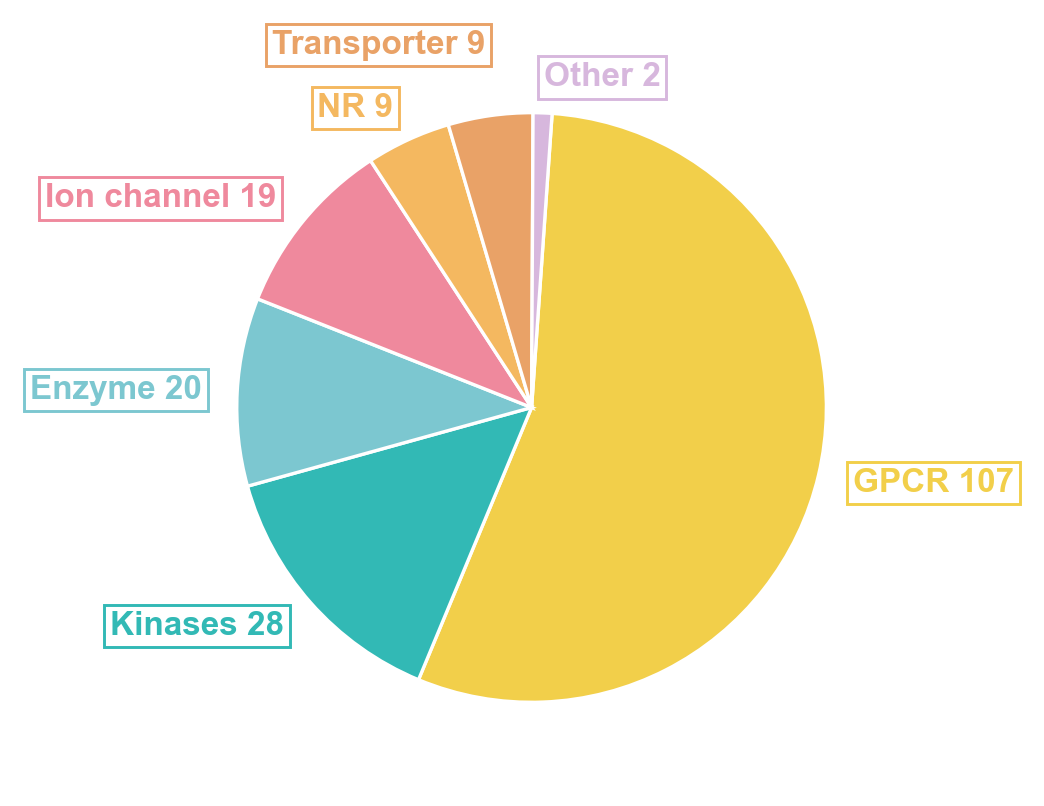 Transporter 9
Other 2
NR 9
Ion channel 19
Enzyme 20
GPCR 107
Kinases 28